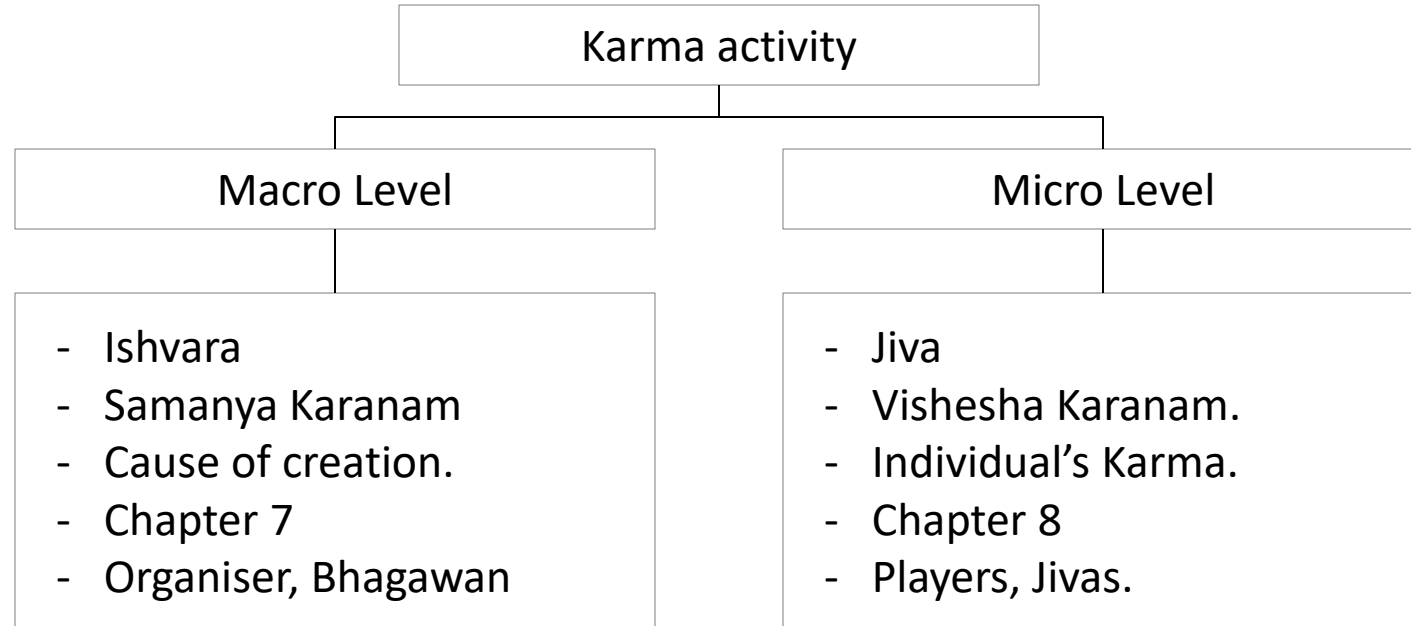 Karma activity
Macro Level
- Ishvara
- Samanya Karanam
- Cause of creation.
- Chapter 7
- Organiser, Bhagawan
Micro Level
- Jiva
- Vishesha Karanam.
- Individual’s Karma.
- Chapter 8
- Players, Jivas.